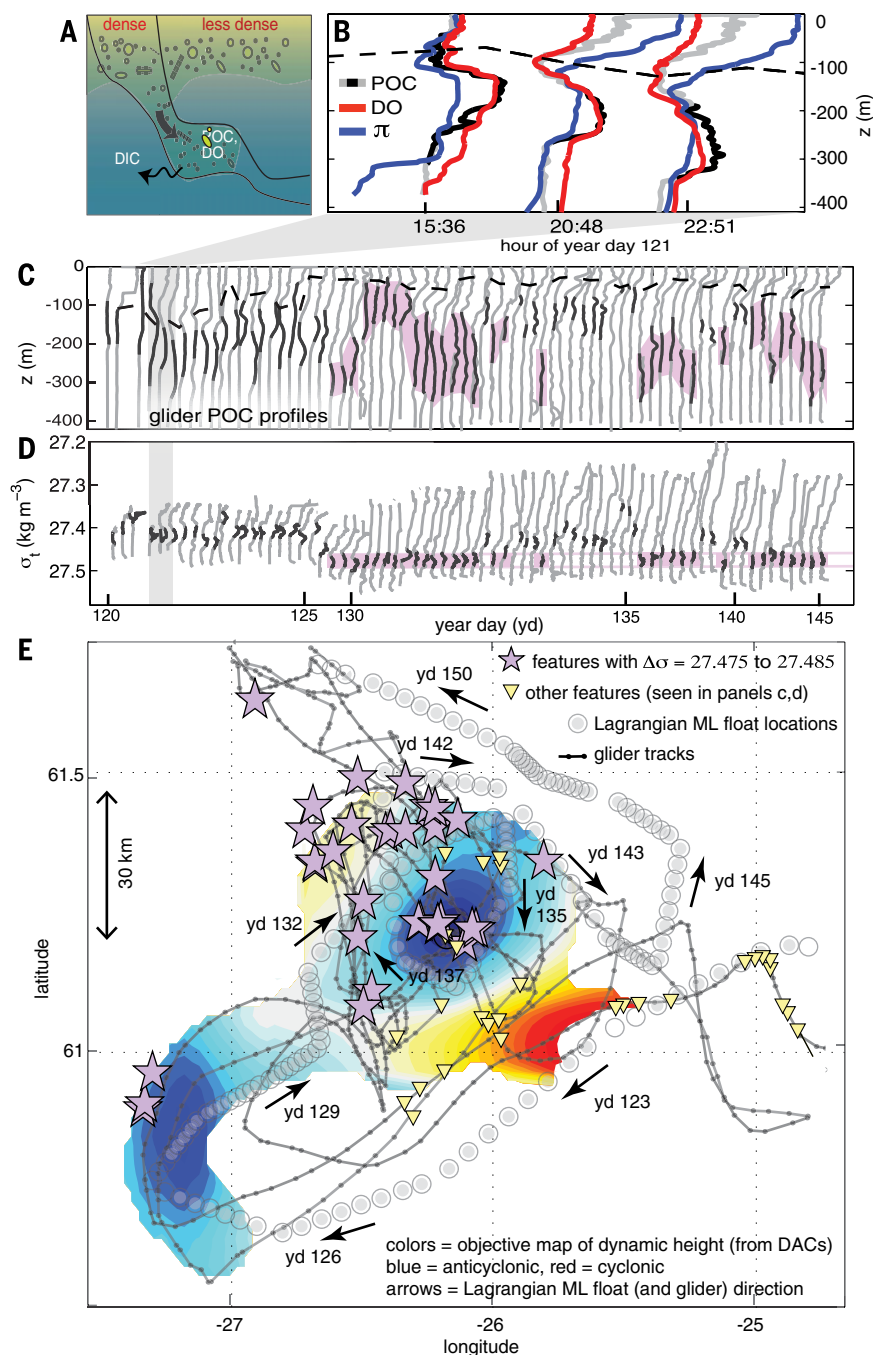 A
dense less dense
POC,
DO
DIC
B
POC
DO
π
0
-100
-200
-300
-400
z (m)
15:36 20:48 22:51
hour of year day 121
C
0
-100
-200
-300
-400
z (m)
glider POC profiles
D
27.2
27.3
27.4
27.5
σt (kg m−3)
120 125 130 135 140 145
year day (yd)
E
features with Δσ = 27.475 to 27.485
other features (seen in panels c,d)
Lagrangian ML float locations
glider tracks
yd 150
yd 142
61.5
30 km
yd 143
yd 145
yd
135
yd 132
yd 137
latitude
61
yd 129
yd 123
yd 126
colors = objective map of dynamic height (from DACs)
blue = anticyclonic, red = cyclonic
arrows = Lagrangian ML float (and glider) direction
-27 -26 -25
longitude